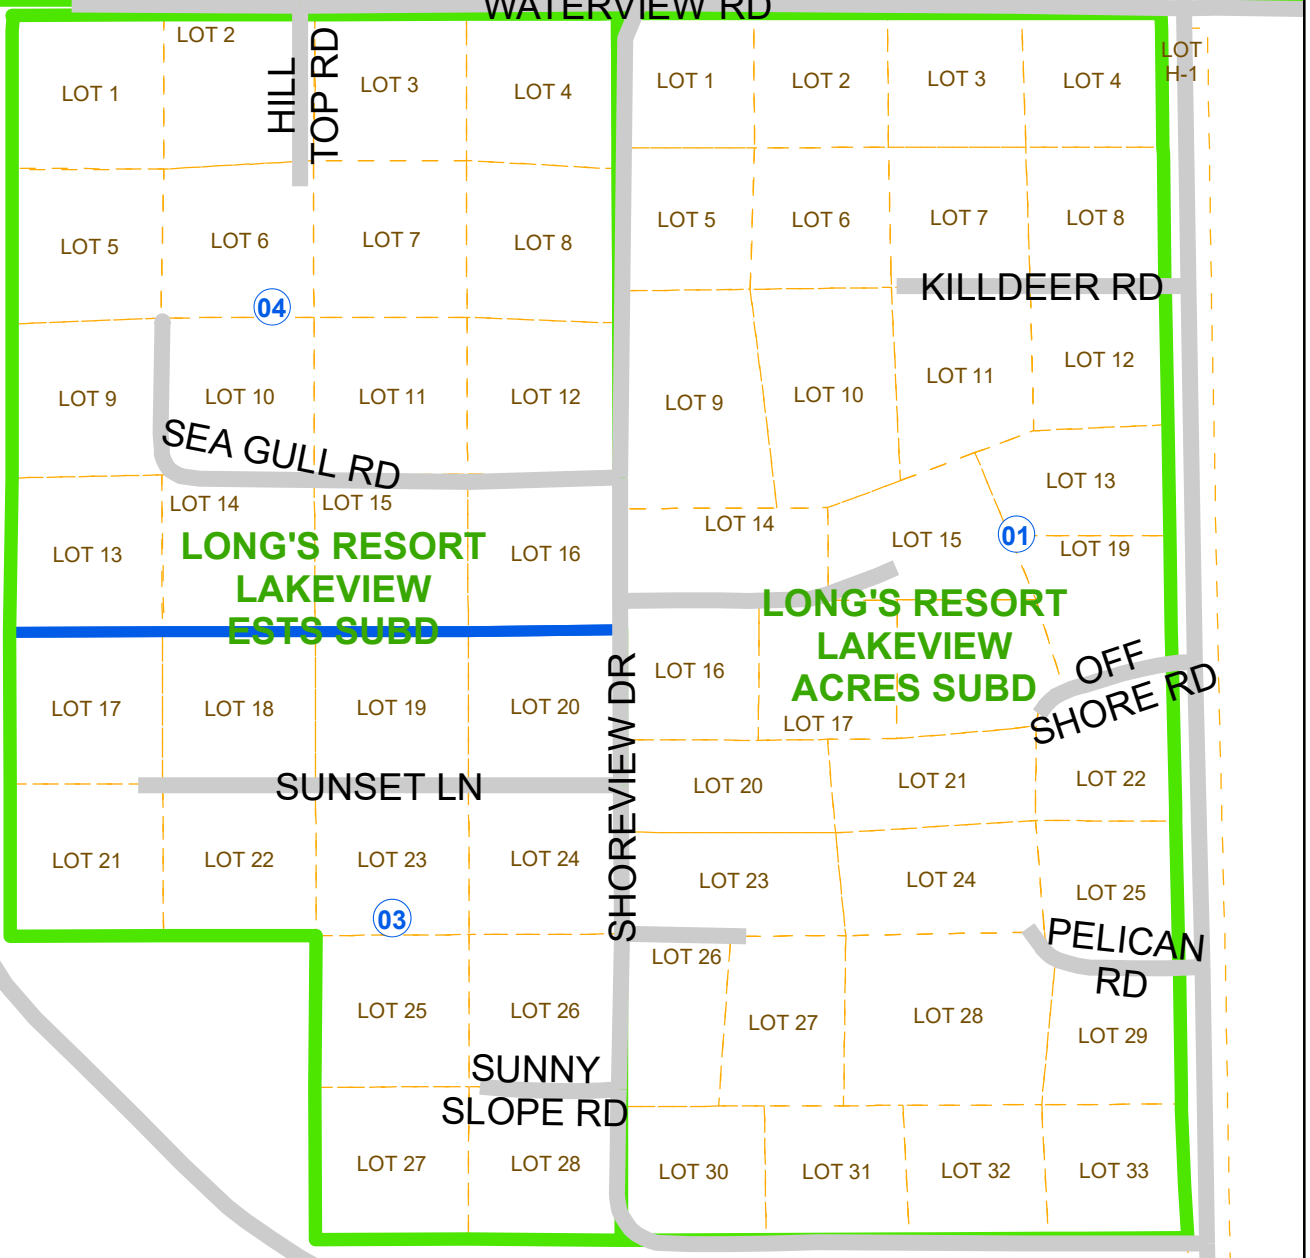 WATERVIEW RD
LOT 1
LOT 2
HILL
TOP RD
LOT 3
LOT 4
LOT 1
LOT 2
LOT 3
LOT 4
LOT
H-1
LOT 5
LOT 6
LOT 7
LOT 8
LOT 5
LOT 6
LOT 7
LOT 8
04
KILLDEER RD
LOT 9
LOT 10
LOT 11
LOT 12
LOT 9
LOT 10
LOT 11
LOT 12
SEA GULL RD
LOT 13
LOT 14
LOT 15
LOT 16
LOT 14
LOT 15
01
LOT 13
LOT 19
LONG'S RESORT
LAKEVIEW
ESTS SUBD
LONG'S RESORT
LAKEVIEW
ACRES SUBD
OFF
SHORE RD
SHOREVIEW DR
LOT 17
LOT 18
LOT 19
LOT 20
LOT 16
LOT 17
SUNSET LN
LOT 20
LOT 21
LOT 22
LOT 21
LOT 22
LOT 23
LOT 24
LOT 23
LOT 24
LOT 25
03
PELICAN
RD
LOT 25
LOT 26
LOT 26
LOT 27
LOT 28
LOT 29
SUNNY
SLOPE RD
LOT 27
LOT 28
LOT 30
LOT 31
LOT 32
LOT 33